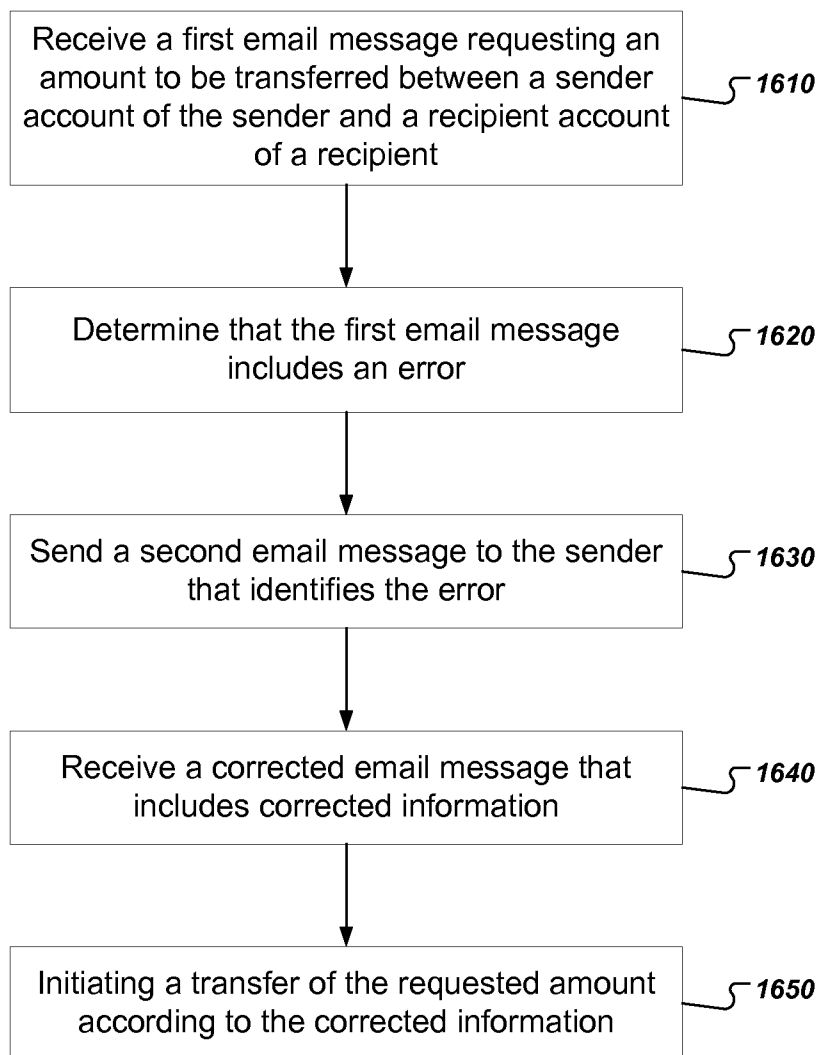 Receive a first email message requesting an
amount to be transferred between a sender
account of the sender and a recipient account
of a recipient
1610
Determine that the first email message
includes an error
1620
Send a second email message to the sender
that identifies the error
1630
Receive a corrected email message that
includes corrected information
1640
Initiating a transfer of the requested amount
according to the corrected information
1650